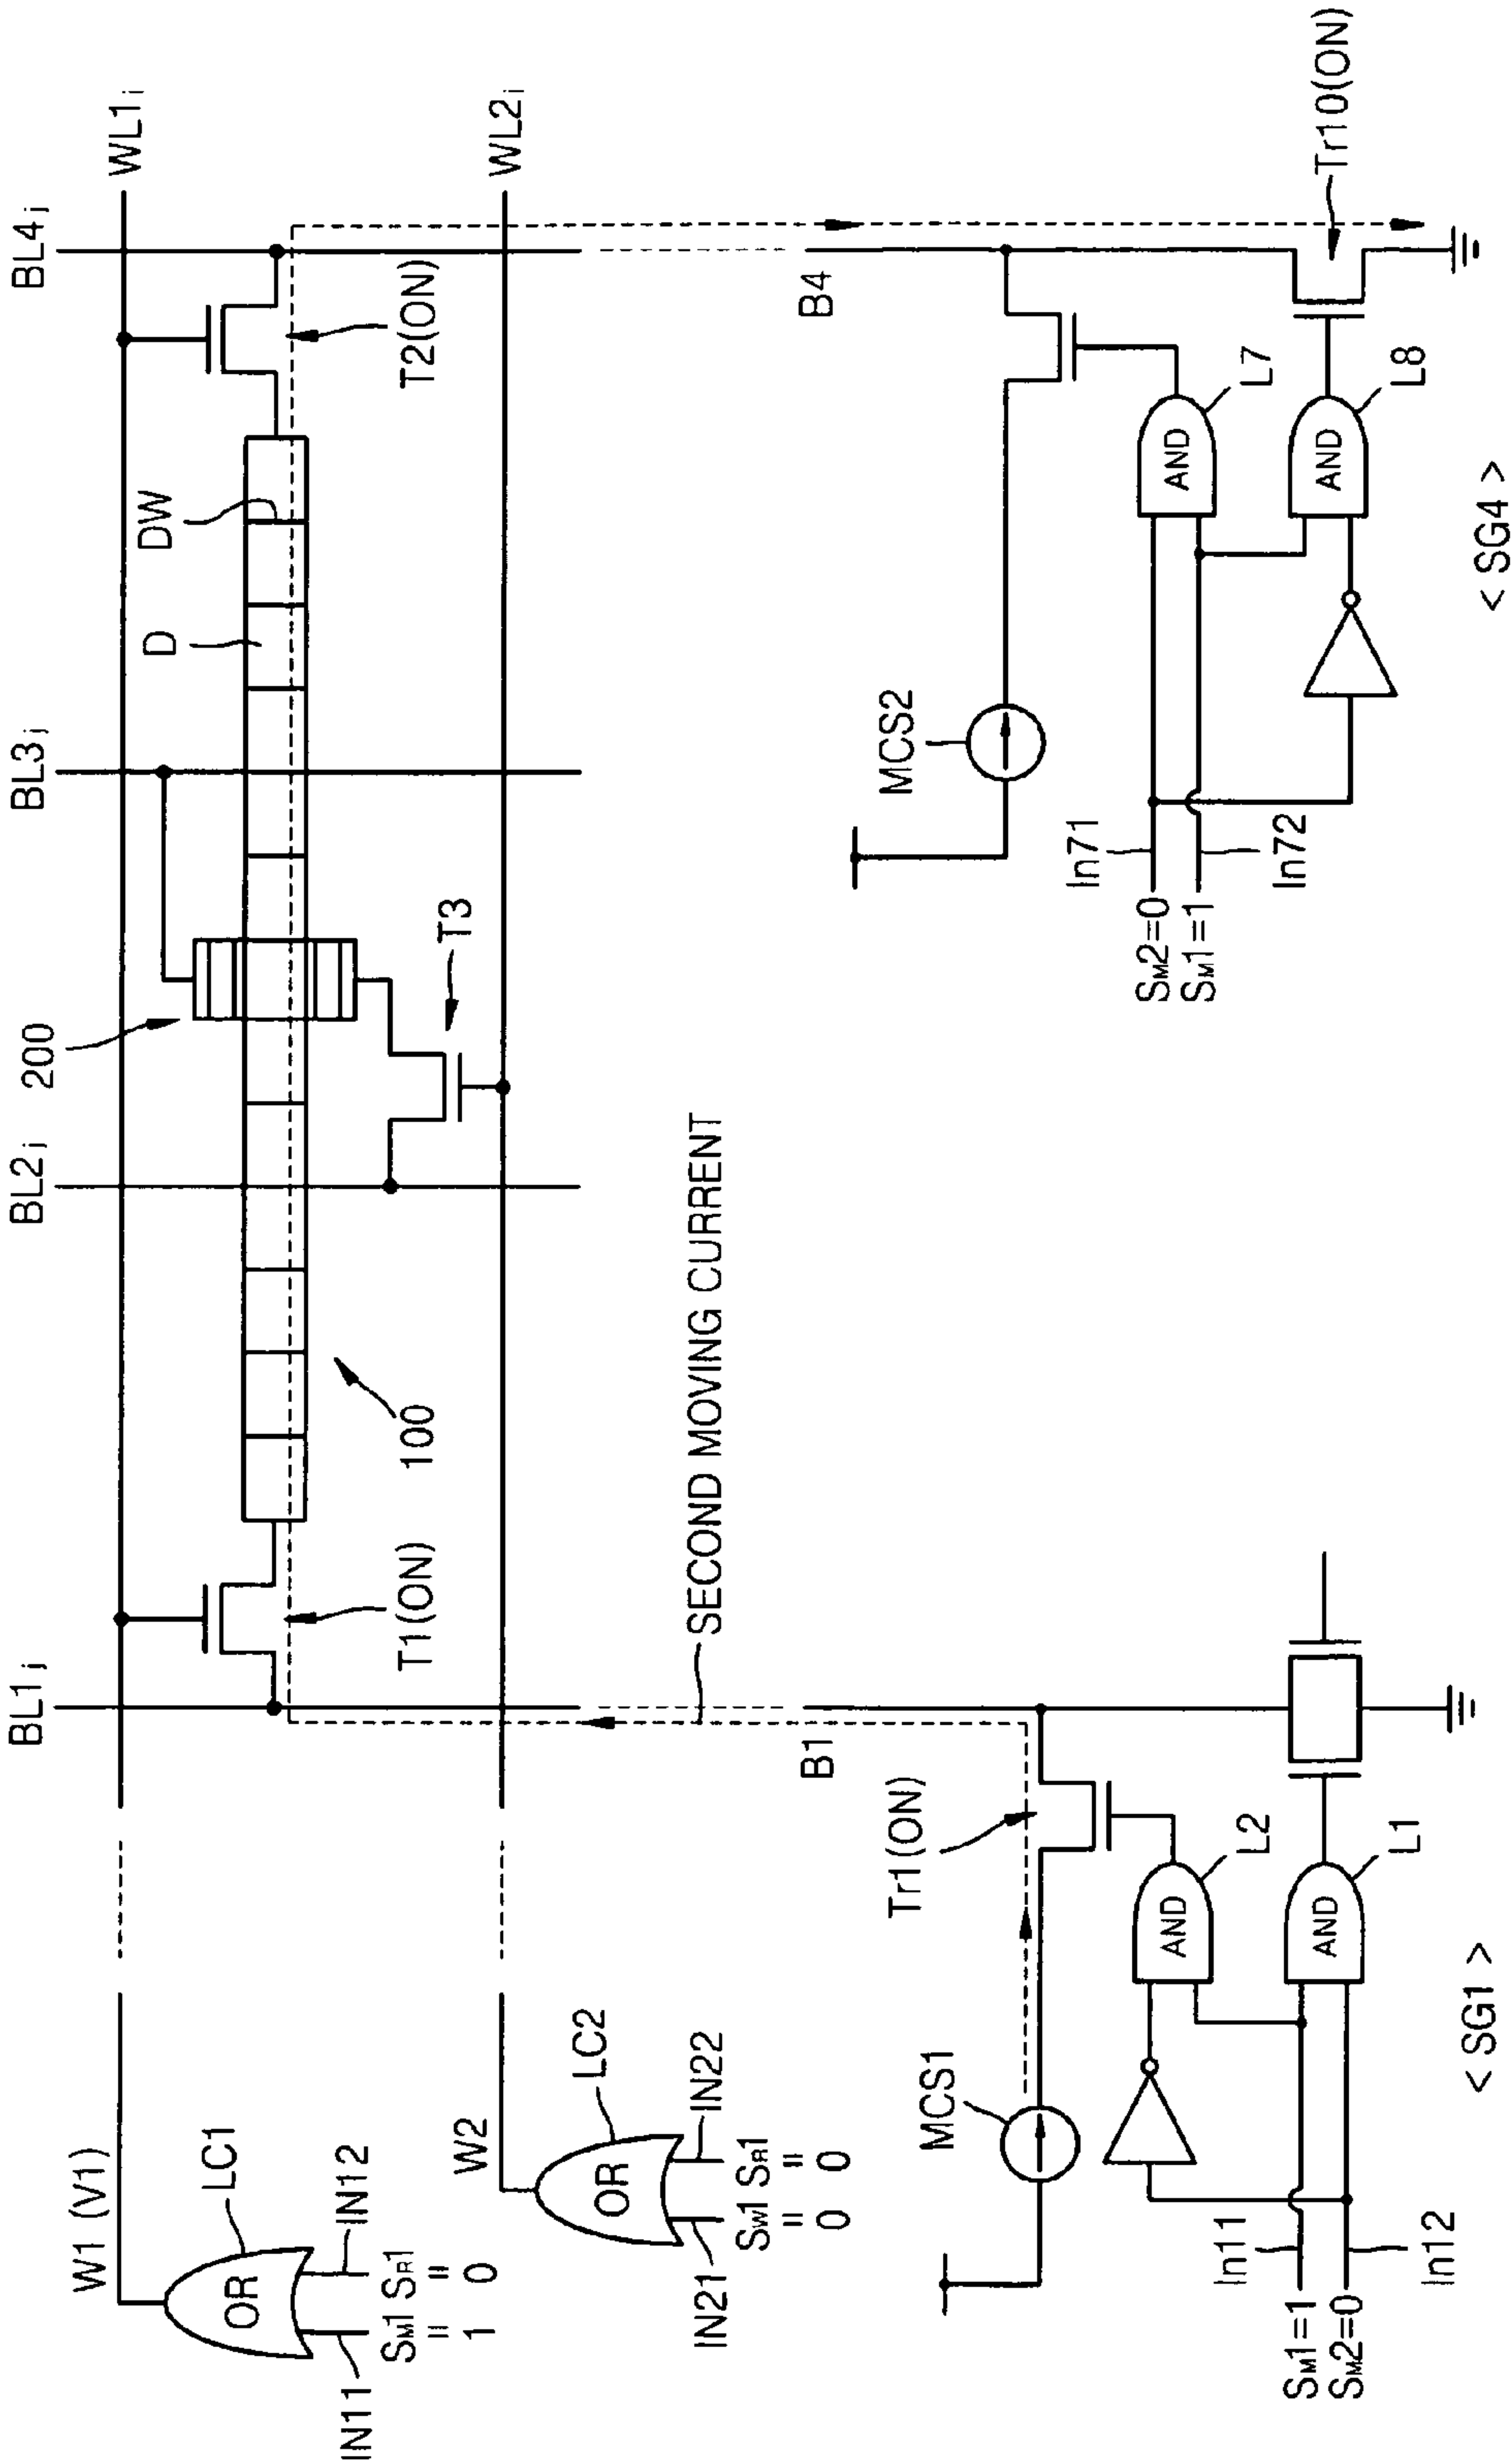 BL1j
BL2j
BL3j
BL4j
W1 (V1)
WL1i
LC1
OR
IN11
IN12
SM1 SR1
= =
1 0
T1(ON)
100
200
D
DW
T2(ON)
T3
W2
WL2i
LC2
OR
IN21
IN22
SW1 SR1
= =
0 0
SECOND MOVING CURRENT
B1
B4
MCS1
Tr1(ON)
MCS2
AND
L2
AND
L1
In11
SM1=1
SM2=0
In12
< SG1 >
AND
L7
AND
L8
In71
SM2=0
SM1=1
In72
Tr10(ON)
< SG4 >